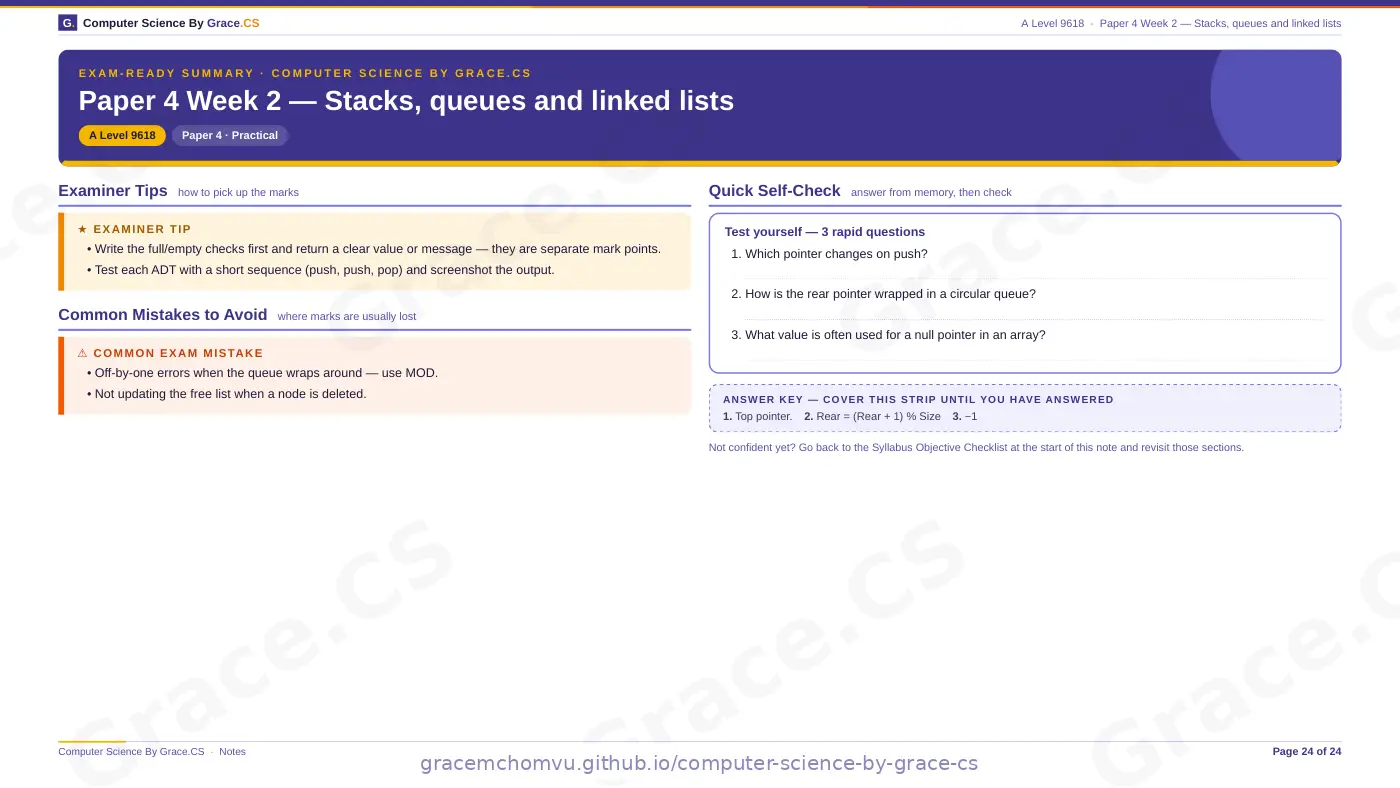 G. Computer Science By Grace.CS
A Level 9618 · Paper 4 Week 2 — Stacks, queues and linked lists
EXAM-READY SUMMARY · COMPUTER SCIENCE BY GRACE.CS
Paper 4 Week 2 — Stacks, queues and linked lists
A Level 9618 Paper 4 · Practical
Examiner Tips how to pick up the marks
★ EXAMINER TIP
• Write the full/empty checks first and return a clear value or message — they are separate mark points.
• Test each ADT with a short sequence (push, push, pop) and screenshot the output.
Common Mistakes to Avoid where marks are usually lost
⚠ COMMON EXAM MISTAKE
• Off-by-one errors when the queue wraps around — use MOD.
• Not updating the free list when a node is deleted.
Quick Self-Check answer from memory, then check
Test yourself — 3 rapid questions
1. Which pointer changes on push?
2. How is the rear pointer wrapped in a circular queue?
3. What value is often used for a null pointer in an array?
ANSWER KEY — COVER THIS STRIP UNTIL YOU HAVE ANSWERED
1. Top pointer. 2. Rear = (Rear + 1) % Size 3. −1
Not confident yet? Go back to the Syllabus Objective Checklist at the start of this note and revisit those sections.
Grace.CS
Grace.CS
Grace.CS
Computer Science By Grace.CS · Notes
Page 24 of 24
gracemchomvu.github.io/computer-science-by-grace-cs